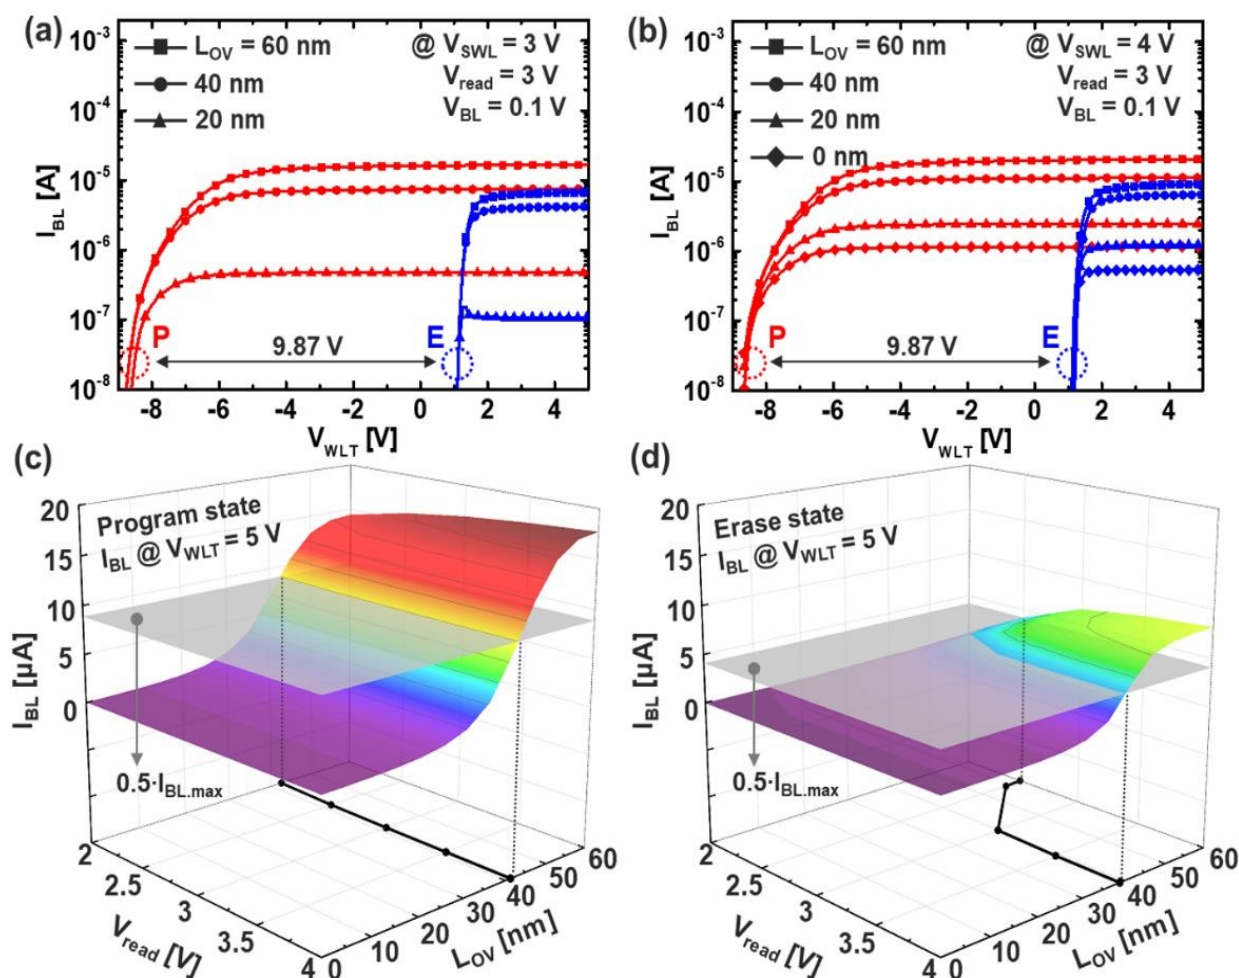 (a)
10⁻³
10⁻⁴
10⁻⁵
10⁻⁶
10⁻⁷
10⁻⁸
I_BL [A]
L_OV = 60 nm
40 nm
20 nm
@ V_SWL = 3 V
V_read = 3 V
V_BL = 0.1 V
P
E
9.87 V
-8 -6 -4 -2 0 2 4
V_WLT [V]
(b)
10⁻³
10⁻⁴
10⁻⁵
10⁻⁶
10⁻⁷
10⁻⁸
I_BL [A]
L_OV = 60 nm
40 nm
20 nm
0 nm
@ V_SWL = 4 V
V_read = 3 V
V_BL = 0.1 V
P
E
9.87 V
-8 -6 -4 -2 0 2 4
V_WLT [V]
(c)
Program state
I_BL @ V_WLT = 5 V
20
15
10
5
0
I_BL [μA]
0.5·I_BL.max
2 2.5 3 3.5 4
V_read [V]
0 10 20 30 40 50 60
L_OV [nm]
(d)
Erase state
I_BL @ V_WLT = 5 V
20
15
10
5
0
I_BL [μA]
0.5·I_BL.max
2 2.5 3 3.5 4
V_read [V]
0 10 20 30 40 50 60
L_OV [nm]